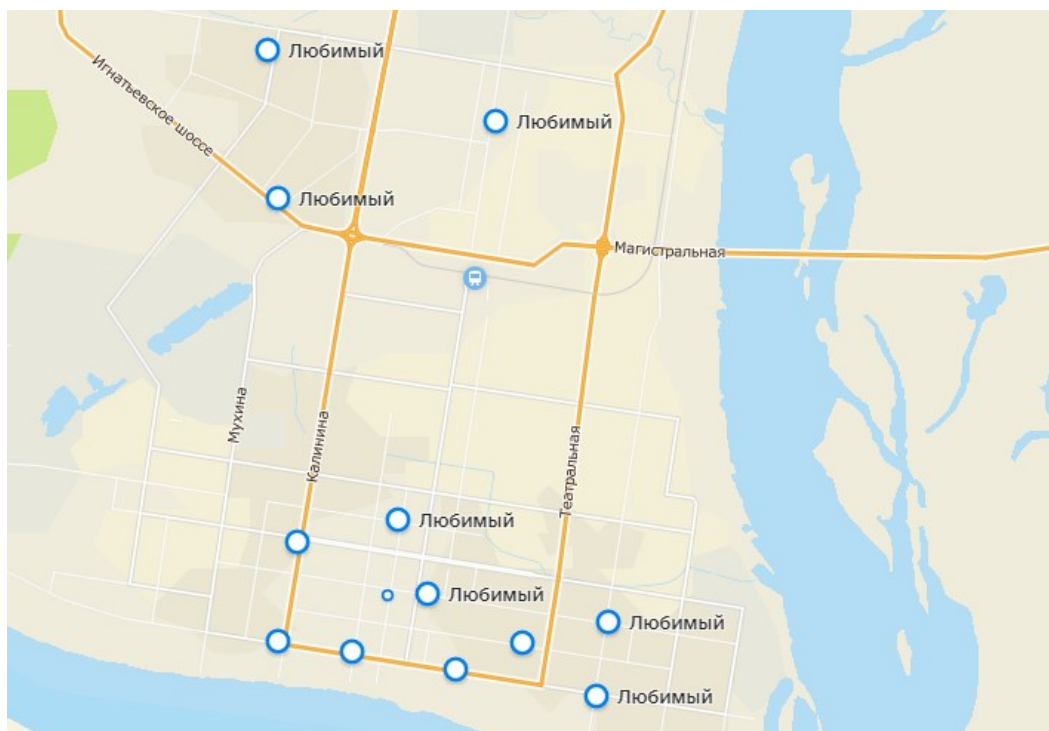 Любимый
Игнатьевское шоссе
Любимый
Любимый
Магистральная
Мухина
Калинина
Театральная
Любимый
Любимый
Любимый
Любимый